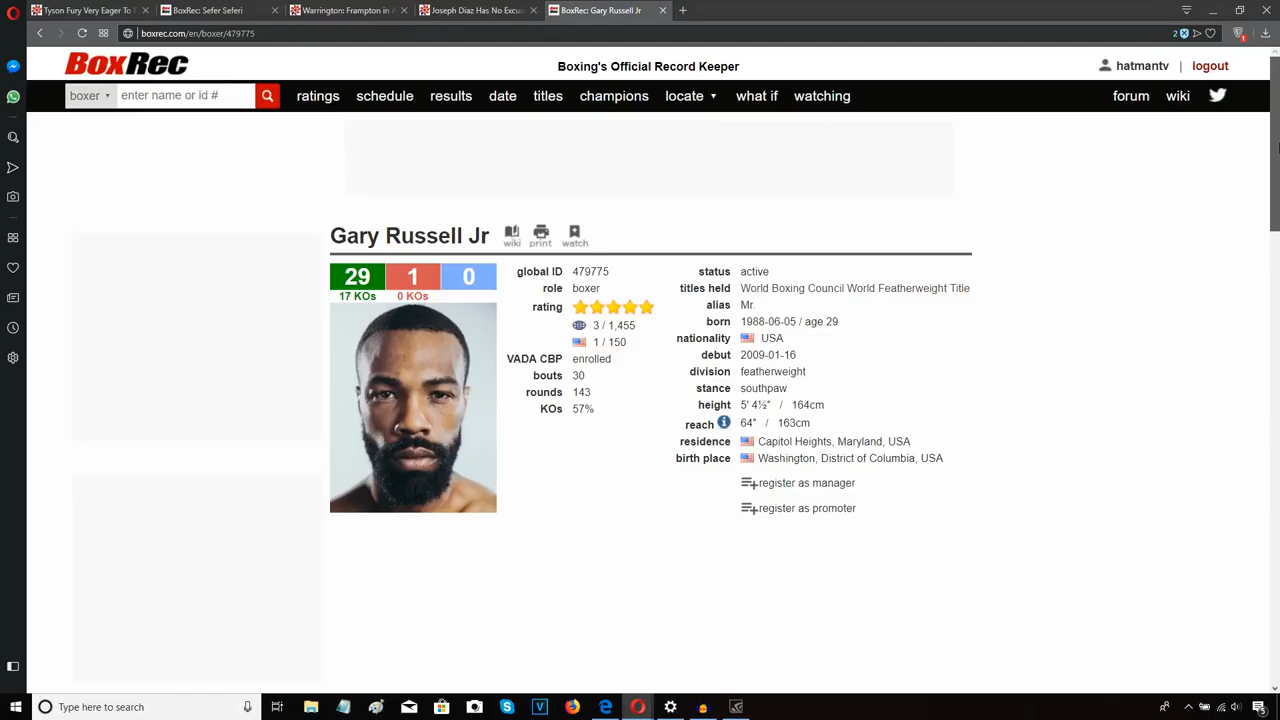 Tyson Fury Very Eager To
BoxRec: Sefer Seferi
Warrington: Frampton in
Joseph Diaz Has No Excus
BoxRec: Gary Russell Jr
boxrec.com/en/boxer/479775
2
1
BoxRec
Boxing's Official Record Keeper
hatmantv | logout
boxer enter name or id # ratings schedule results date titles champions locate what if watching forum wiki
Gary Russell Jr wiki print watch
29 1 0
17 KOs 0 KOs
global ID 479775
role boxer
rating
3 / 1,455
1 / 150
VADA CBP enrolled
bouts 30
rounds 143
KOs 57%
status active
titles held World Boxing Council World Featherweight Title
alias Mr.
born 1988-06-05 / age 29
nationality USA
debut 2009-01-16
division featherweight
stance southpaw
height 5′ 4½″ / 164cm
reach 64″ / 163cm
residence Capitol Heights, Maryland, USA
birth place Washington, District of Columbia, USA
register as manager
register as promoter
Type here to search